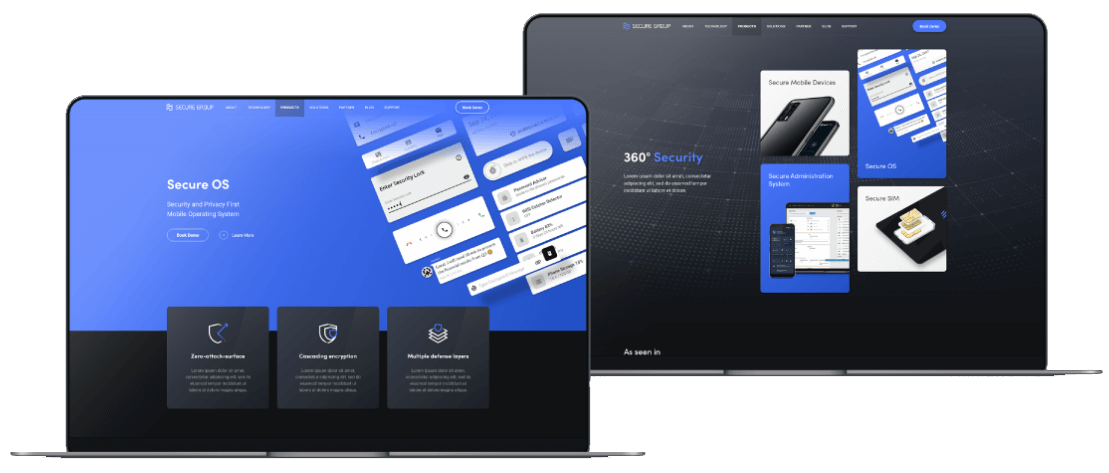 SECURE GROUP
ABOUT TECHNOLOGY PRODUCTS SOLUTIONS PARTNER BLOG SUPPORT
Book Demo
Secure OS
Security and Privacy First
Mobile Operating System
Book Demo
Learn More
Enter Security Lock
Password Advisor
Battery 87%
Zero-attack-surface
Lorem ipsum dolor sit amet,
consectetur adipiscing elit, sed do
eiusmod tempor incididunt ut
labore et dolore magna aliqua.
Cascading encryption
Lorem ipsum dolor sit amet,
consectetur adipiscing elit, sed do
eiusmod tempor incididunt ut
labore et dolore magna aliqua.
Multiple defense layers
Lorem ipsum dolor sit amet,
consectetur adipiscing elit, sed do
eiusmod tempor incididunt ut
labore et dolore magna aliqua.
SECURE GROUP
ABOUT TECHNOLOGY PRODUCTS SOLUTIONS PARTNER BLOG SUPPORT
Book Demo
360° Security
Lorem ipsum dolor sit amet, consectetur
adipiscing elit, sed do eiusmod tempor
incididunt ut labore et dolore.
Secure Mobile Devices
Enter Security Lock
Secure OS
Secure Administration
System
Secure SIM
As seen in